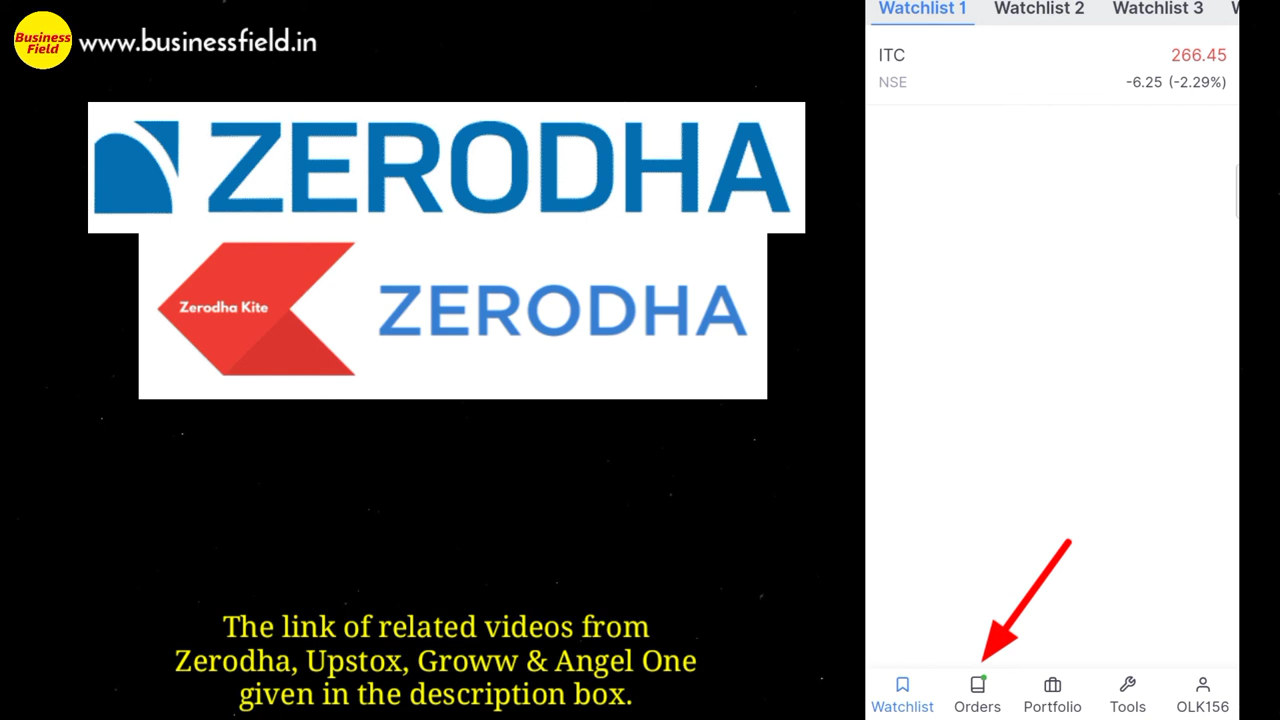 Business
Field
www.businessfield.in
ZERODHA
Zerodha Kite
ZERODHA
The link of related videos from
Zerodha, Upstox, Groww & Angel One
given in the description box.
Watchlist 1 Watchlist 2 Watchlist 3
ITC 266.45
NSE -6.25 (-2.29%)
Watchlist Orders Portfolio Tools OLK156